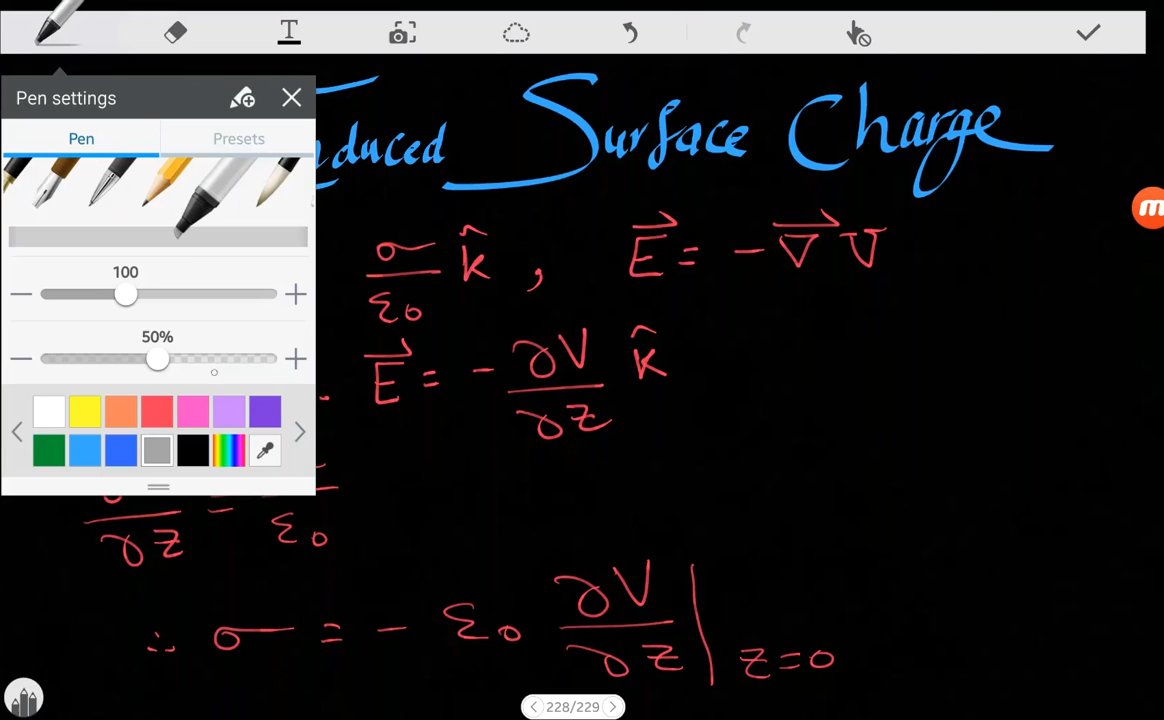 T
Pen settings
Pen Presets
100
50%
nduced Surface Charge
σ/ε₀ k̂ , E⃗ = - ∇⃗ V
E⃗ = - ∂V/∂z k̂
∂z = ε₀
∴ σ = - ε₀ ∂V/∂z | z=0
228/229
m